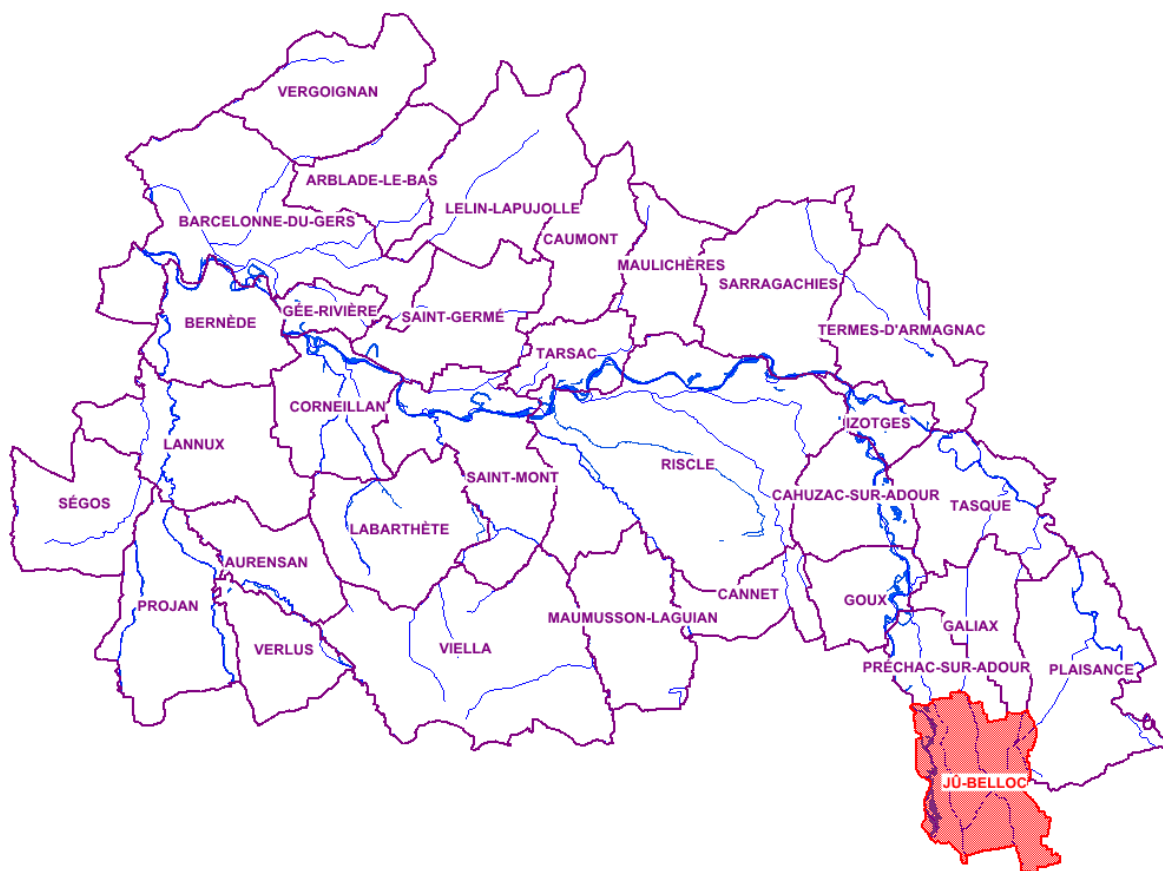 VERGOIGNAN
ARBLADE-LE-BAS
LELIN-LAPUJOLLE
BARCELONNE-DU-GERS
CAUMONT
MAULICHÈRES
SARRAGACHIES
GÉE-RIVIÈRE
SAINT-GERMÉ
BERNÈDE
TERMES-D'ARMAGNAC
TARSAC
CORNEILLAN
IZOTGES
LANNUX
RISCLE
SAINT-MONT
CAHUZAC-SUR-ADOUR
SÉGOS
TASQUE
LABARTHÈTE
AURENSAN
CANNET
GOUX
PROJAN
MAUMUSSON-LAGUIAN
GALIAX
VERLUS
VIELLA
PRÉCHAC-SUR-ADOUR
PLAISANCE
JÛ-BELLOC